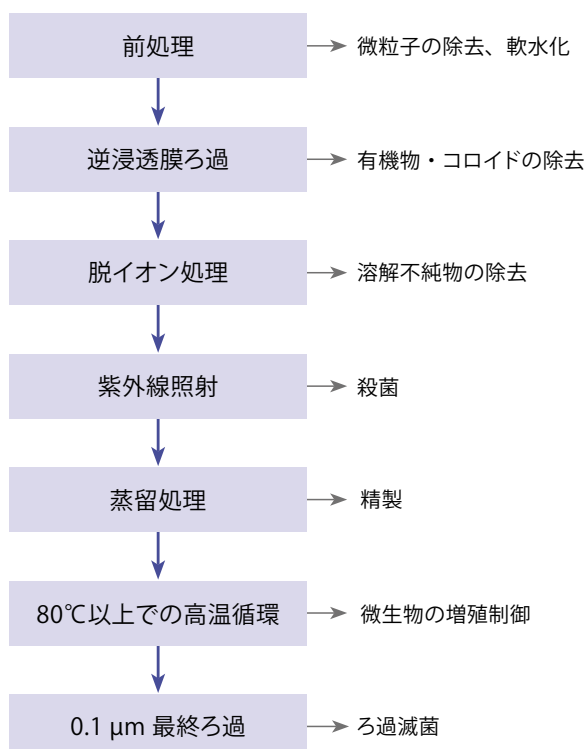 前処理
微粒子の除去、軟水化
逆浸透膜ろ過
有機物・コロイドの除去
脱イオン処理
溶解不純物の除去
紫外線照射
殺菌
蒸留処理
精製
80℃以上での高温循環
微生物の増殖制御
0.1 µm 最終ろ過
ろ過滅菌